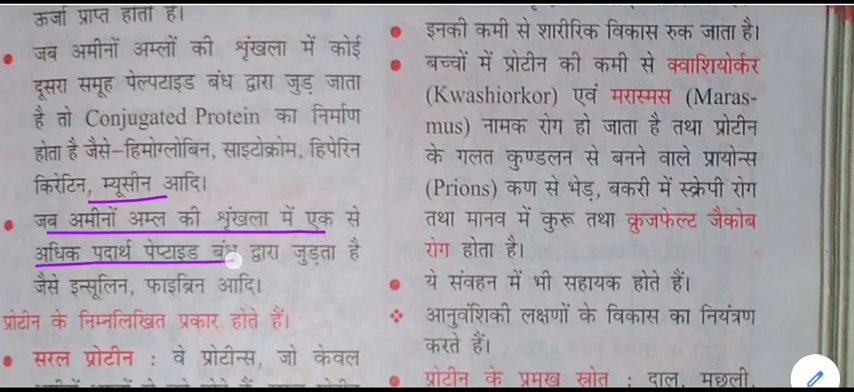 ऊर्जा प्राप्त होती है।
जब अमीनों अम्लों की शृंखला में कोई
दूसरा समूह पेल्पटाइड बंध द्वारा जुड़ जाता
है तो Conjugated Protein का निर्माण
होता है जैसे–हिमोग्लोबिन, साइटोक्रोम, हिपेरिन
किरेटिन, म्यूसीन आदि।
जब अमीनों अम्ल की शृंखला में एक से
अधिक पदार्थ पेप्टाइड बंध द्वारा जुड़ता है
जैसे इन्सूलिन, फाइब्रिन आदि।
प्रोटीन के निम्नलिखित प्रकार होते हैं।
सरल प्रोटीन : वे प्रोटीन्स, जो केवल
इनकी कमी से शारीरिक विकास रुक जाता है।
बच्चों में प्रोटीन की कमी से क्वाशियोर्कर
(Kwashiorkor) एवं मरास्मस (Maras-
mus) नामक रोग हो जाता है तथा प्रोटीन
के गलत कुण्डलन से बनने वाले प्रायोन्स
(Prions) कण से भेड़, बकरी में स्क्रेपी रोग
तथा मानव में कुरू तथा क्रुजफेल्ट जैकोब
रोग होता है।
ये संवहन में भी सहायक होते हैं।
आनुवंशिकी लक्षणों के विकास का नियंत्रण
करते हैं।
प्रोटीन के प्रमुख स्रोत : दाल, मछली,